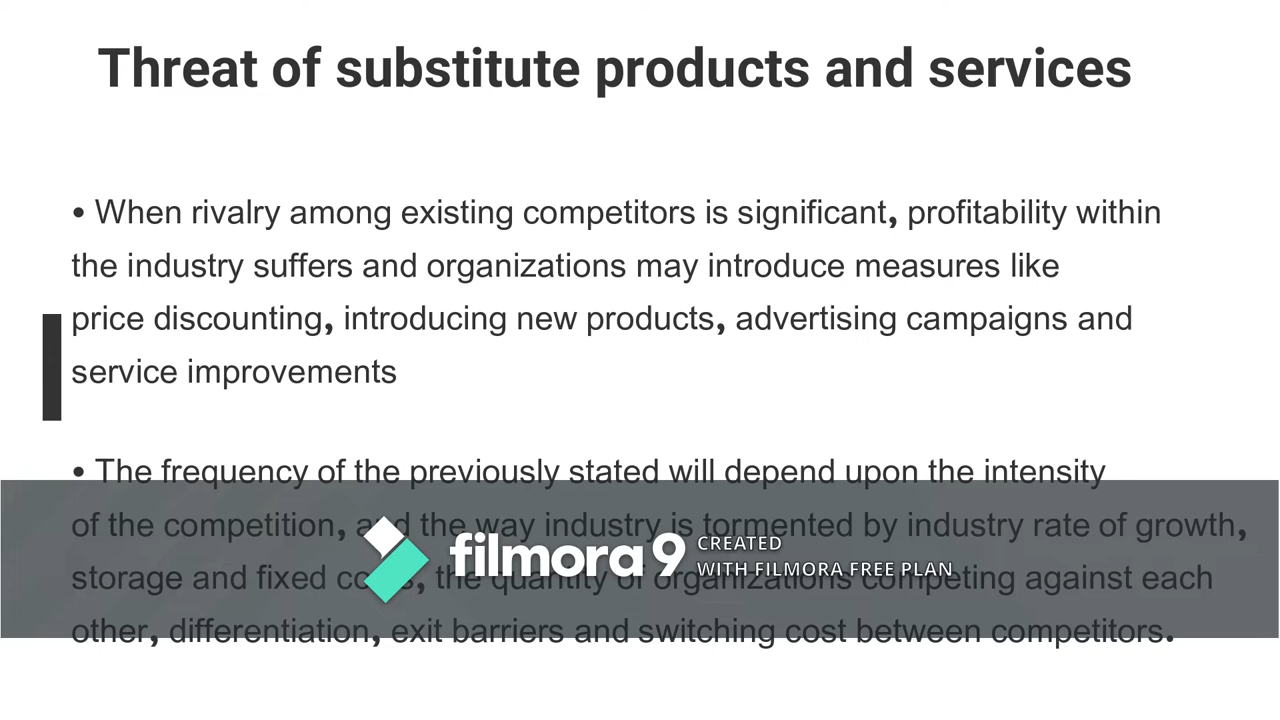 Threat of substitute products and services
• When rivalry among existing competitors is significant, profitability within
the industry suffers and organizations may introduce measures like
price discounting, introducing new products, advertising campaigns and
service improvements
• The frequency of the previously stated will depend upon the intensity
of the competition, and the way industry is tormented by industry rate of growth,
storage and fixed costs, the quantity of organizations competing against each
other, differentiation, exit barriers and switching cost between competitors.
filmora9
CREATED
WITH FILMORA FREE PLAN